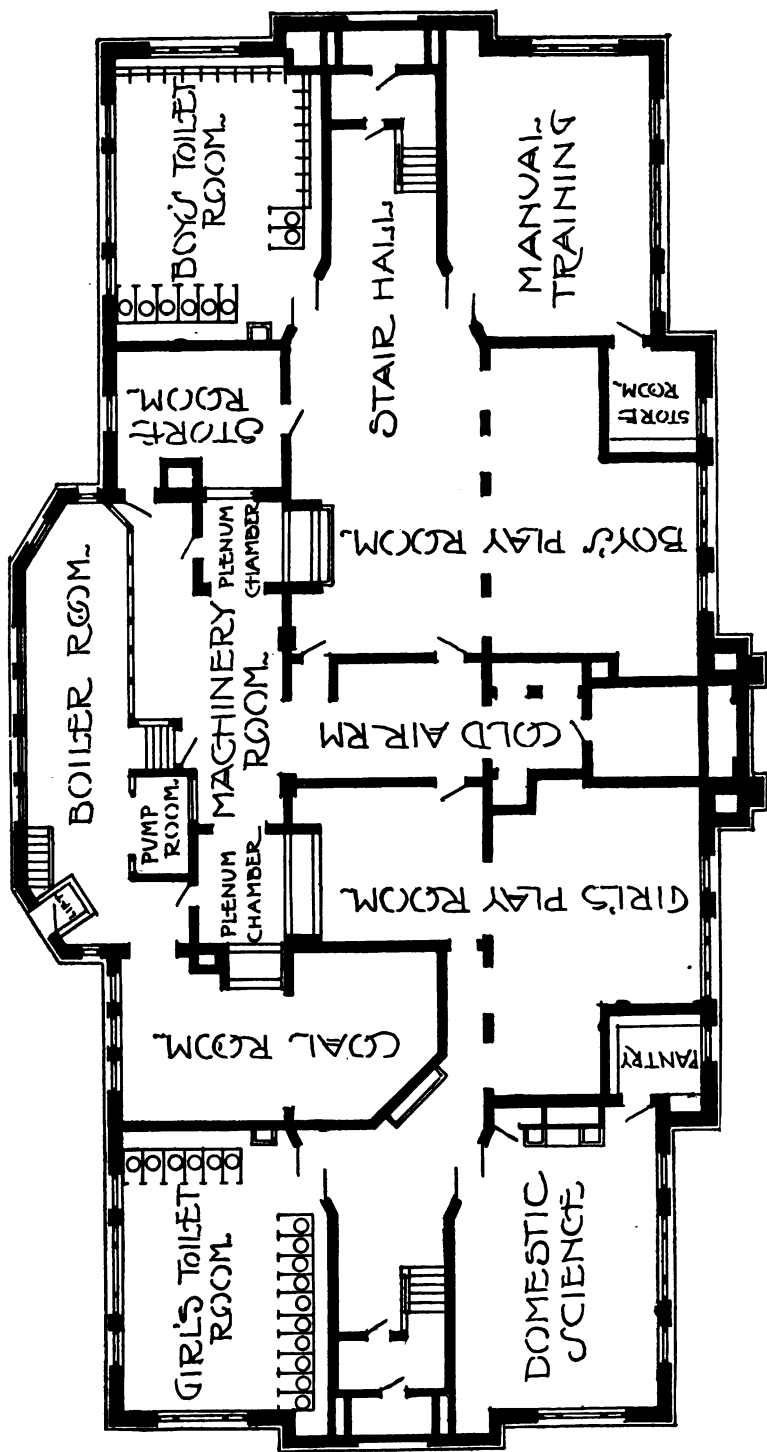 BOY'S TOILET
ROOM
MANUAL
TRAINING
STAIR HALL
STORE
ROOM
STORE
ROOM
BOILER ROOM
PLENUM
CHAMBER
BOY'S PLAY ROOM
MACHINERY
ROOM
COLD AIR RM
PUMP
ROOM
LIFT
PLENUM
CHAMBER
GIRL'S PLAY ROOM
COAL ROOM
PANTRY
GIRL'S TOILET
ROOM
DOMESTIC
SCIENCE